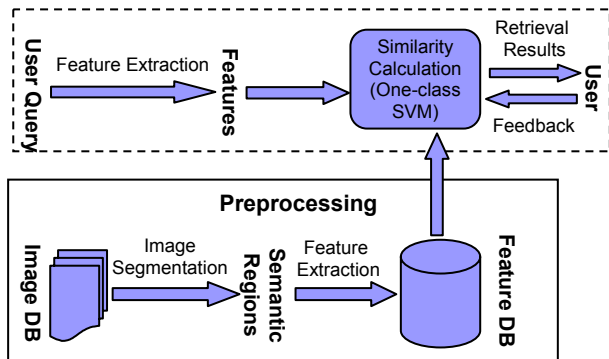 User Query
Feature Extraction
Features
Similarity
Calculation
(One-class
SVM)
Retrieval
Results
User
Feedback
Preprocessing
Image DB
Image
Segmentation
Semantic
Regions
Feature
Extraction
Feature DB